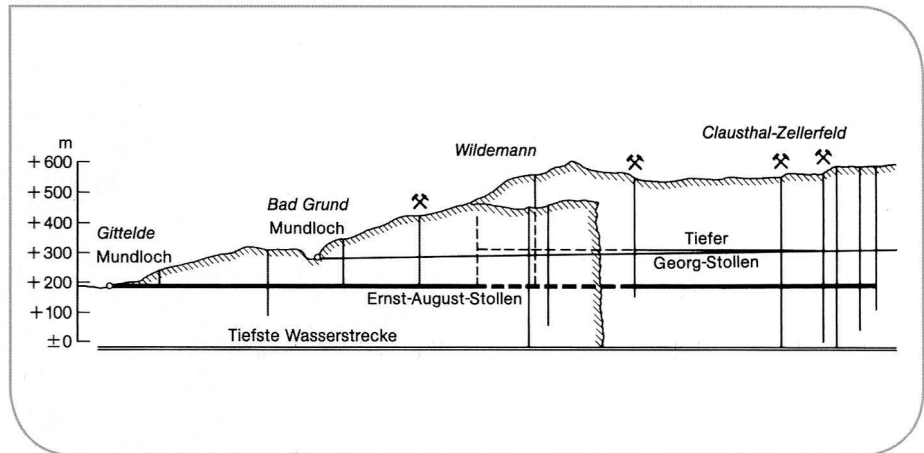 m
+600
+500
+400
+300
+200
+100
±0
Gittelde
Mundloch
Bad Grund
Mundloch
Wildemann
Clausthal-Zellerfeld
Tiefer
Georg-Stollen
Ernst-August-Stollen
Tiefste Wasserstrecke